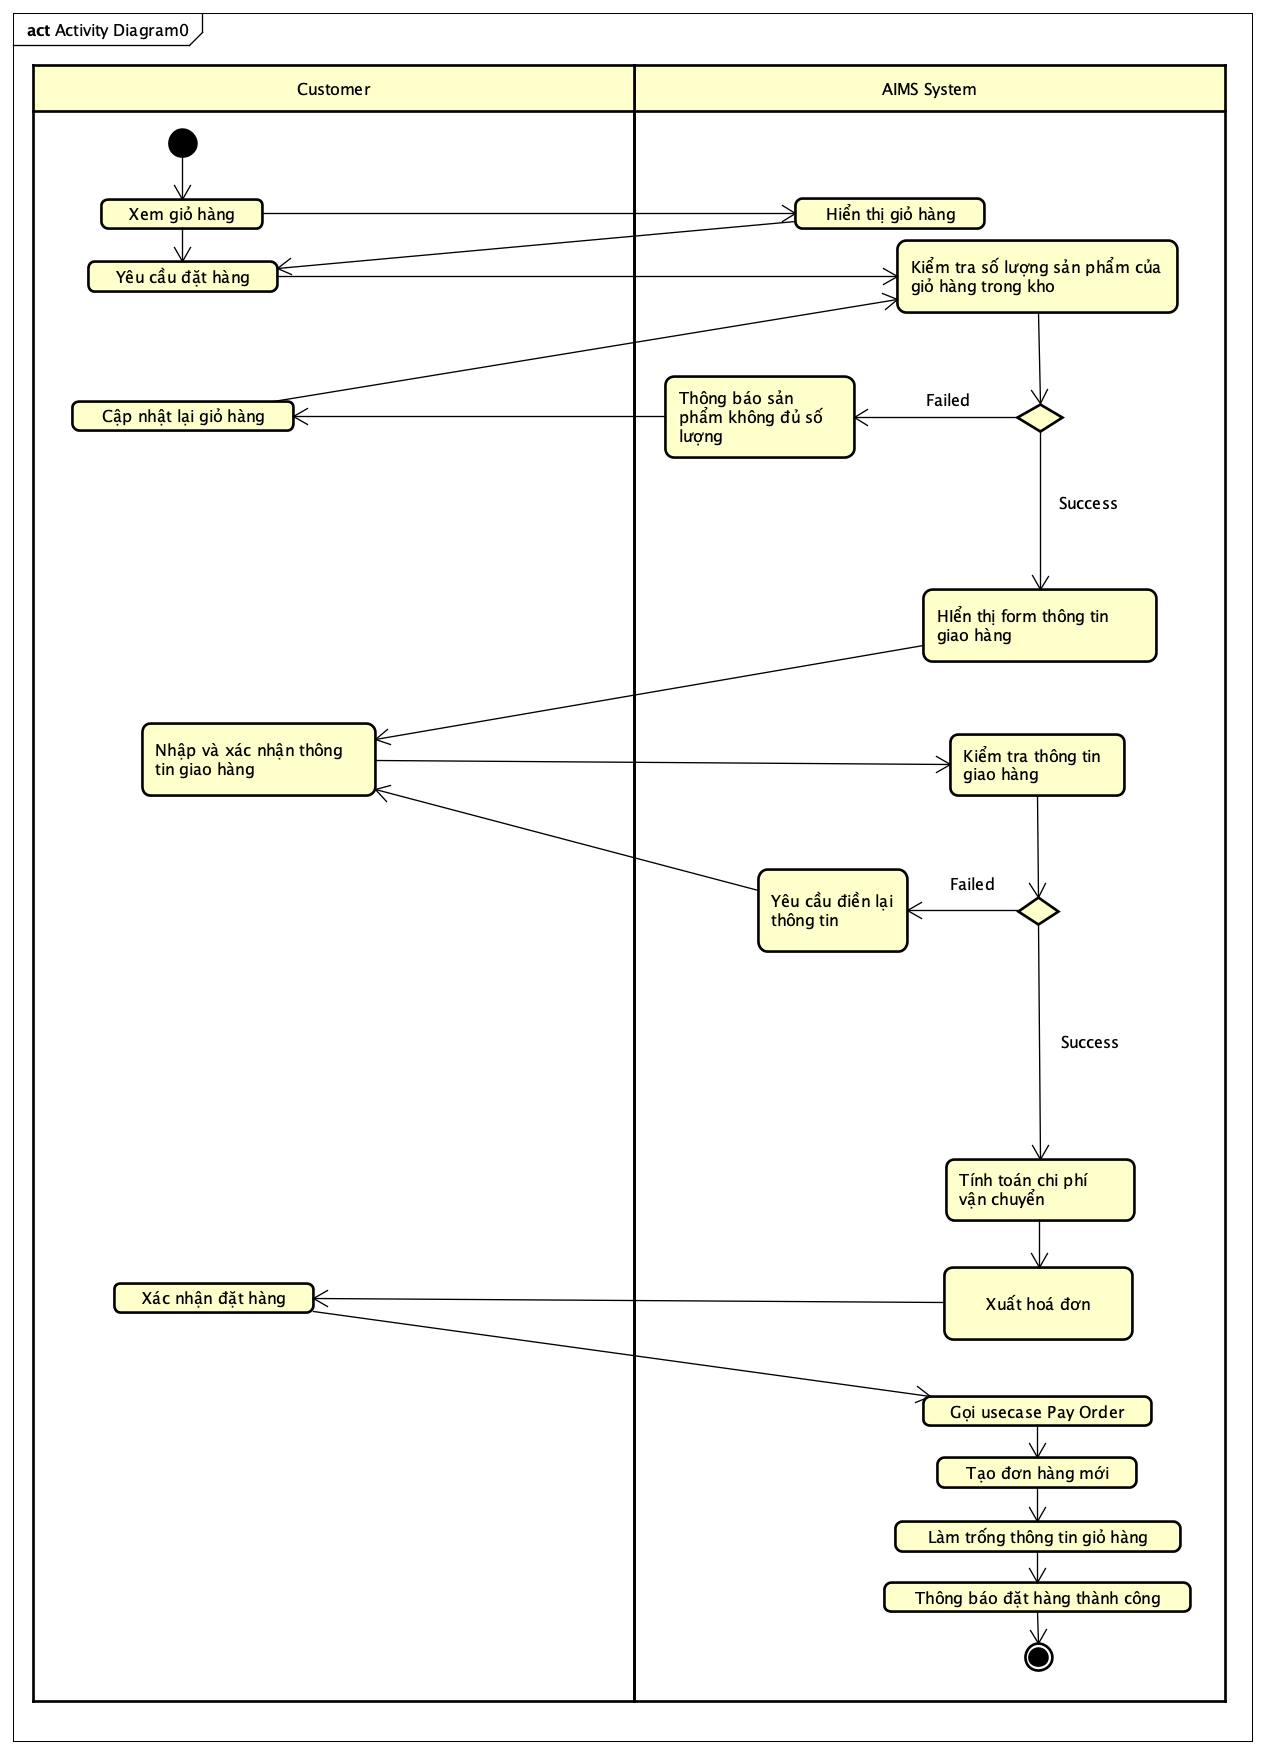 act Activity Diagram0
Customer
AIMS System
Xem giỏ hàng
Hiển thị giỏ hàng
Yêu cầu đặt hàng
Kiểm tra số lượng sản phẩm của
giỏ hàng trong kho
Cập nhật lại giỏ hàng
Thông báo sản
phẩm không đủ số
lượng
Failed
Success
HIển thị form thông tin
giao hàng
Nhập và xác nhận thông
tin giao hàng
Kiểm tra thông tin
giao hàng
Yêu cầu điền lại
thông tin
Failed
Success
Tính toán chi phí
vận chuyển
Xác nhận đặt hàng
Xuất hoá đơn
Gọi usecase Pay Order
Tạo đơn hàng mới
Làm trống thông tin giỏ hàng
Thông báo đặt hàng thành công